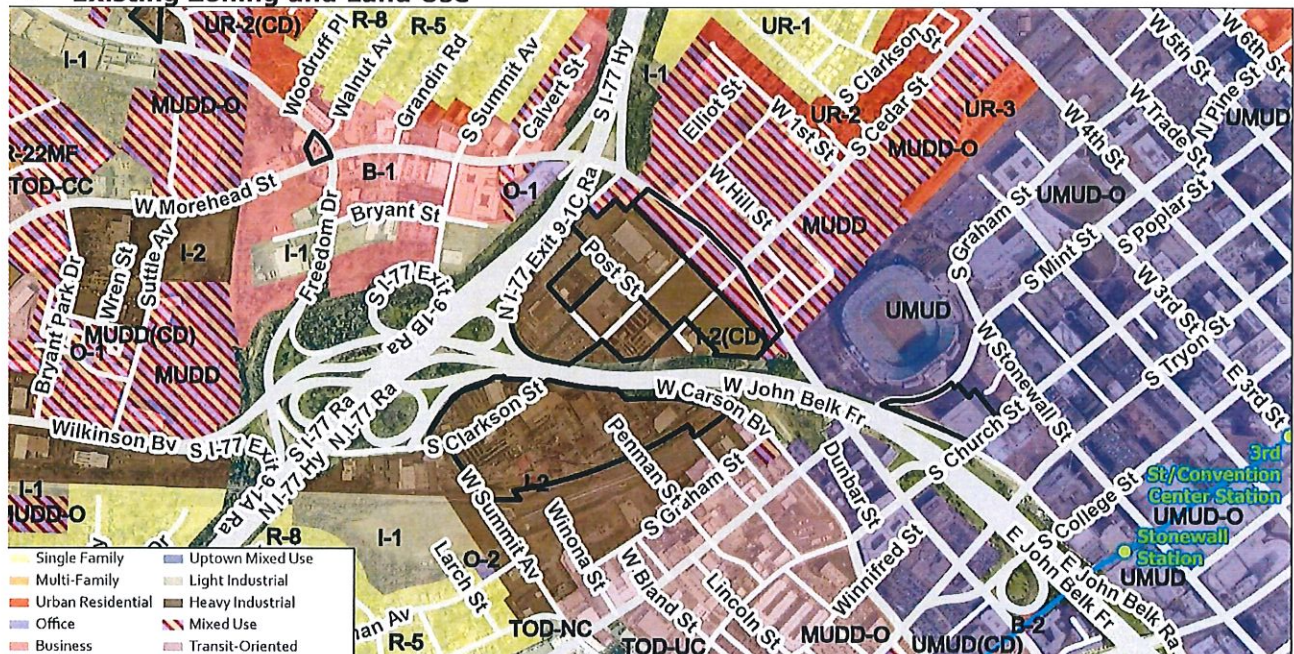 Existing Zoning and Land Use
UR-2(CD)
R-8
R-5
UR-1
I-1
I-1
MUDD-O
Woodruff Pl
Walnut Av
Grandin Rd
S Summit Av
Calvert St
S I-77 Hy
Elliot St
W 1st St
UR-2
S Clarkson St
S Cedar St
UR-3
MUDD-O
W 5th St
W 6th St
W Trade St
N Pine St
UMUD
W 4th St
R-22MF
TOD-CC
W Morehead St
B-1
O-1
Bryant St
I-1
Freedom Dr
I-2
Wren St
Suttle Av
Bryant Park Dr
MUDD(CD)
O-1
MUDD
S I-77 Exit 9-1B Ra
N I-77 Exit 9-1C Ra
Post St
W Hill St
MUDD
I-2(CD)
UMUD-O
S Graham St
S Mint St
S Poplar St
W 3rd St
UMUD
W Stonewall St
S Tryon St
E 3rd St
Wilkinson Bv
S I-77 Exit 9-1A Ra
S I-77 Ra
N I-77 Ra
N I-77 Hy
S Clarkson St
W Carson Bv
W John Belk Fr
S Church St
Penman St
S Graham St
Dunbar St
I-2
W Summit Av
Winona St
I-1
MUDD-O
R-8
I-1
Larch St
O-2
W Bland St
Lincoln St
Winnifred St
S College St
3rd
St/Convention
Center Station
UMUD-O
Stonewall
Station
UMUD
E John Belk Fr
E John Belk Ra
B-2
R-5
TOD-NC
TOD-UC
MUDD-O
UMUD(CD)
Single Family
Multi-Family
Urban Residential
Office
Business
Uptown Mixed Use
Light Industrial
Heavy Industrial
Mixed Use
Transit-Oriented